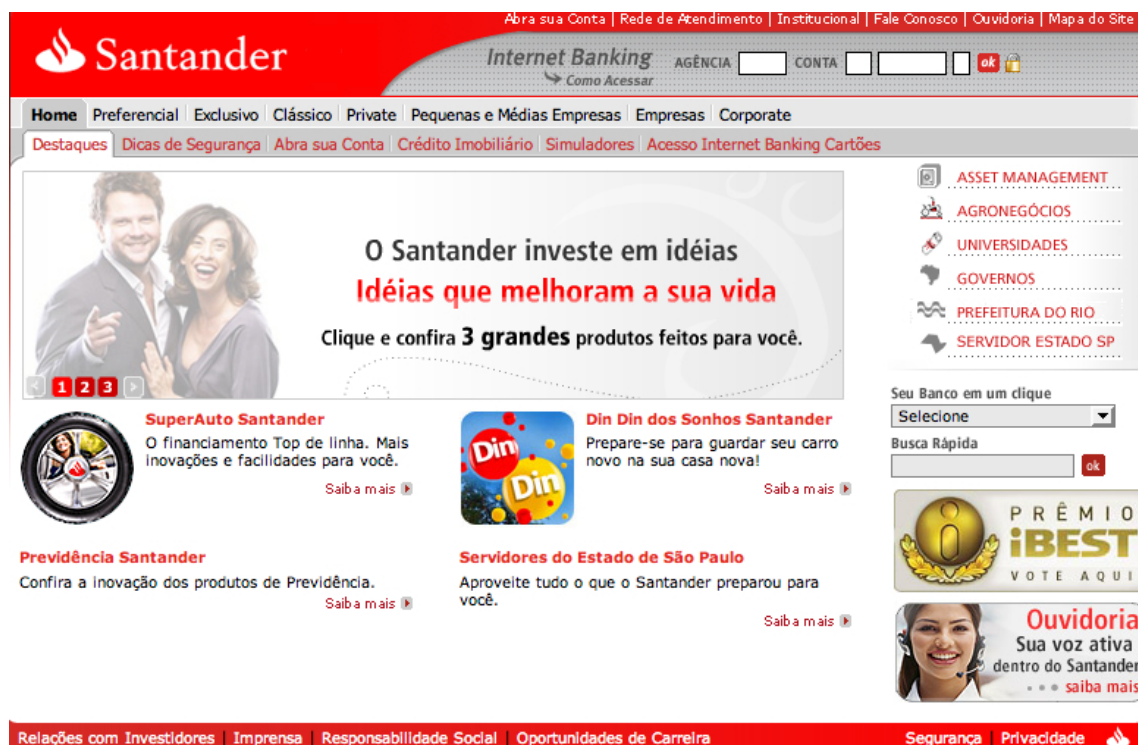 Abra sua Conta | Rede de Atendimento | Institucional | Fale Conosco | Ouvidoria | Mapa do Site
Santander
Internet Banking
Como Acessar
AGÊNCIA
CONTA
ok
Home Preferencial Exclusivo Clássico Private Pequenas e Médias Empresas Empresas Corporate
Destaques Dicas de Segurança Abra sua Conta Crédito Imobiliário Simuladores Acesso Internet Banking Cartões
O Santander investe em idéias
Idéias que melhoram a sua vida
Clique e confira 3 grandes produtos feitos para você.
1 2 3
ASSET MANAGEMENT
AGRONEGÓCIOS
UNIVERSIDADES
GOVERNOS
PREFEITURA DO RIO
SERVIDOR ESTADO SP
SuperAuto Santander
O financiamento Top de linha. Mais
inovações e facilidades para você.
Saiba mais
Din Din
Din Din dos Sonhos Santander
Prepare-se para guardar seu carro
novo na sua casa nova!
Saiba mais
Previdência Santander
Confira a inovação dos produtos de Previdência.
Saiba mais
Servidores do Estado de São Paulo
Aproveite tudo o que o Santander preparou para
você.
Saiba mais
Seu Banco em um clique
Selecione
Busca Rápida
ok
PRÊMIO
iBEST
VOTE AQUI
Ouvidoria
Sua voz ativa
dentro do Santander
saiba mais
Relações com Investidores | Imprensa | Responsabilidade Social | Oportunidades de Carreira
Segurança | Privacidade